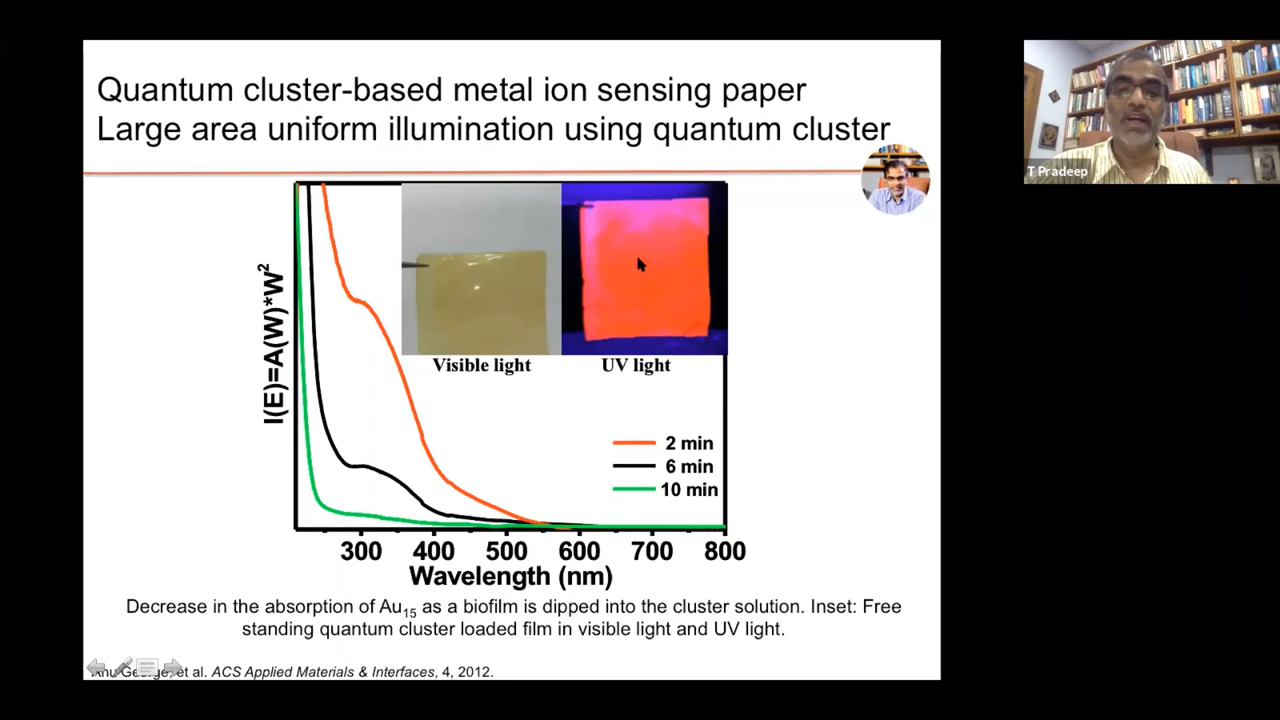 Quantum cluster-based metal ion sensing paper
Large area uniform illumination using quantum cluster
T Pradeep
I(E)=A(W)*W²
Visible light
UV light
2 min
6 min
10 min
300 400 500 600 700 800
Wavelength (nm)
Decrease in the absorption of Au₁₅ as a biofilm is dipped into the cluster solution. Inset: Free
standing quantum cluster loaded film in visible light and UV light.
et al. ACS Applied Materials & Interfaces, 4, 2012.